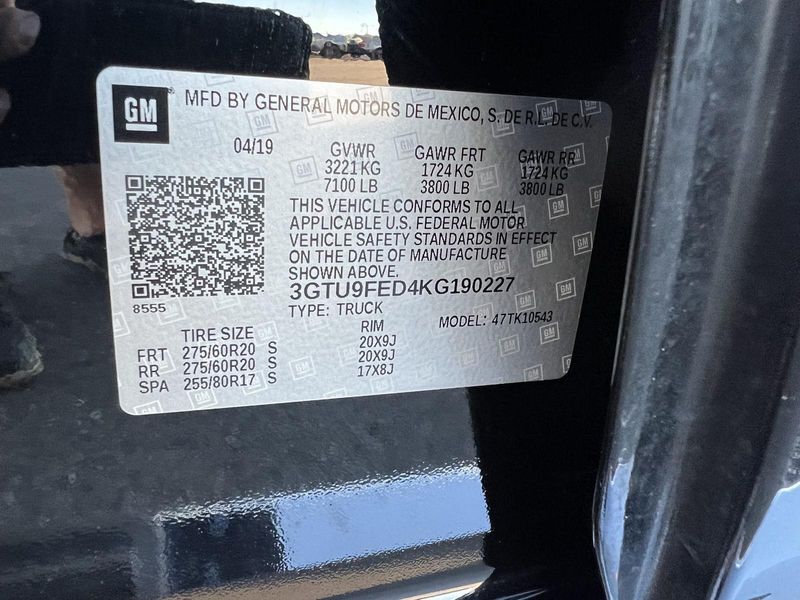 GM
MFD BY GENERAL MOTORS DE MEXICO, S. DE R.L. DE C.V.
04/19
GVWR GAWR FRT GAWR RR
3221 KG 1724 KG 1724 KG
7100 LB 3800 LB 3800 LB
THIS VEHICLE CONFORMS TO ALL
APPLICABLE U.S. FEDERAL MOTOR
VEHICLE SAFETY STANDARDS IN EFFECT
ON THE DATE OF MANUFACTURE
SHOWN ABOVE.
3GTU9FED4KG190227
8555
TYPE: TRUCK MODEL: 47TK10543
TIRE SIZE RIM
FRT 275/60R20 S 20X9J
RR 275/60R20 S 20X9J
SPA 255/80R17 S 17X8J